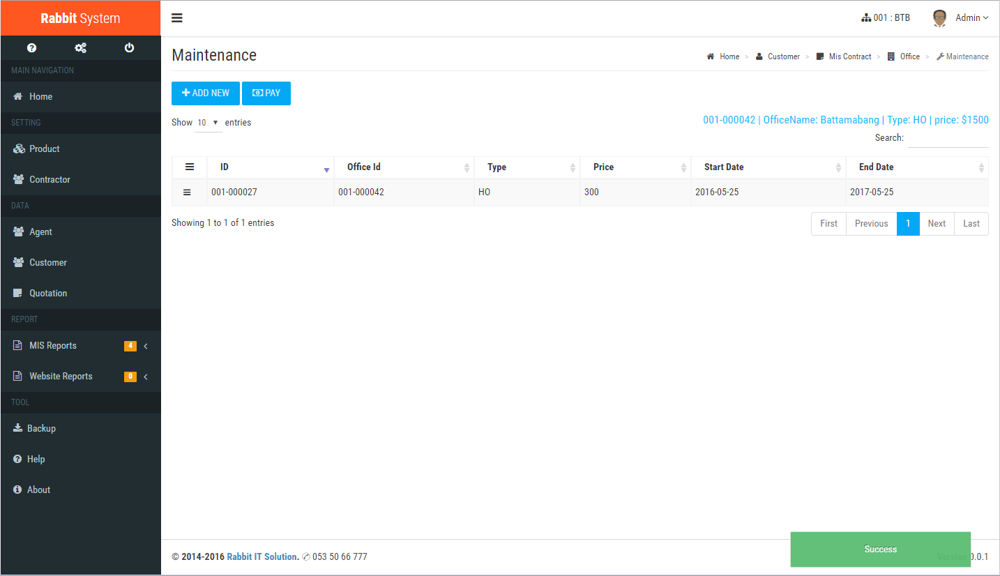 Rabbit System
001 : BTB
Admin
MAIN NAVIGATION
Home
SETTING
Product
Contractor
DATA
Agent
Customer
Quotation
REPORT
MIS Reports 4
Website Reports 0
TOOL
Backup
Help
About
Maintenance
Home > Customer > Mis Contract > Office > Maintenance
ADD NEW
PAY
Show 10 entries
001-000042 | OfficeName: Battamabang | Type: HO | price: $1500
Search:
ID Office Id Type Price Start Date End Date
001-000027 001-000042 HO 300 2016-05-25 2017-05-25
Showing 1 to 1 of 1 entries
First Previous 1 Next Last
© 2014-2016 Rabbit IT Solution. ✆ 053 50 66 777
Success
Version 0.0.1